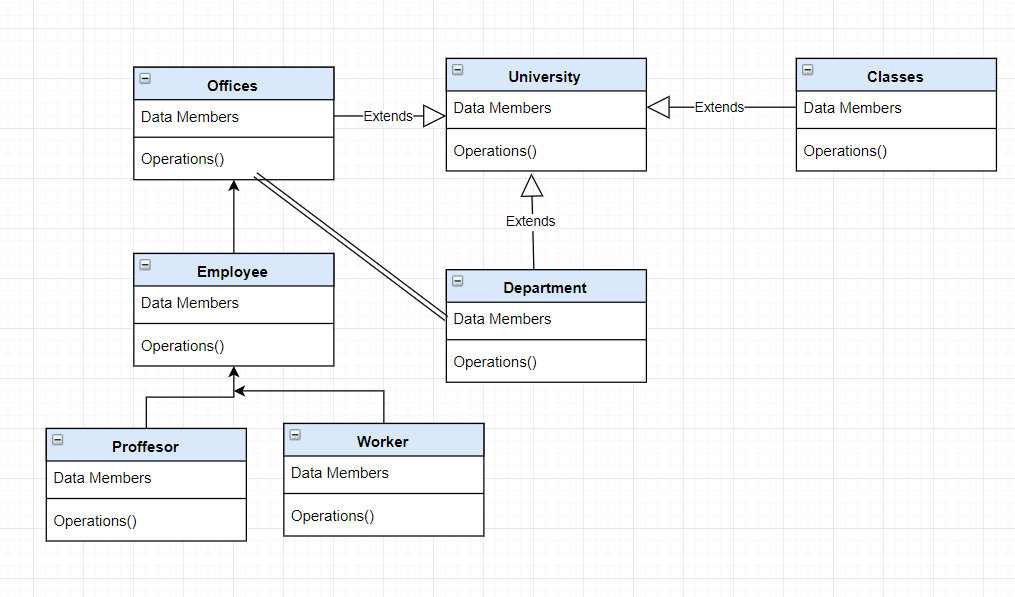 Offices
Data Members
Operations()
Extends
University
Data Members
Operations()
Extends
Classes
Data Members
Operations()
Extends
Employee
Data Members
Operations()
Department
Data Members
Operations()
Proffesor
Data Members
Operations()
Worker
Data Members
Operations()